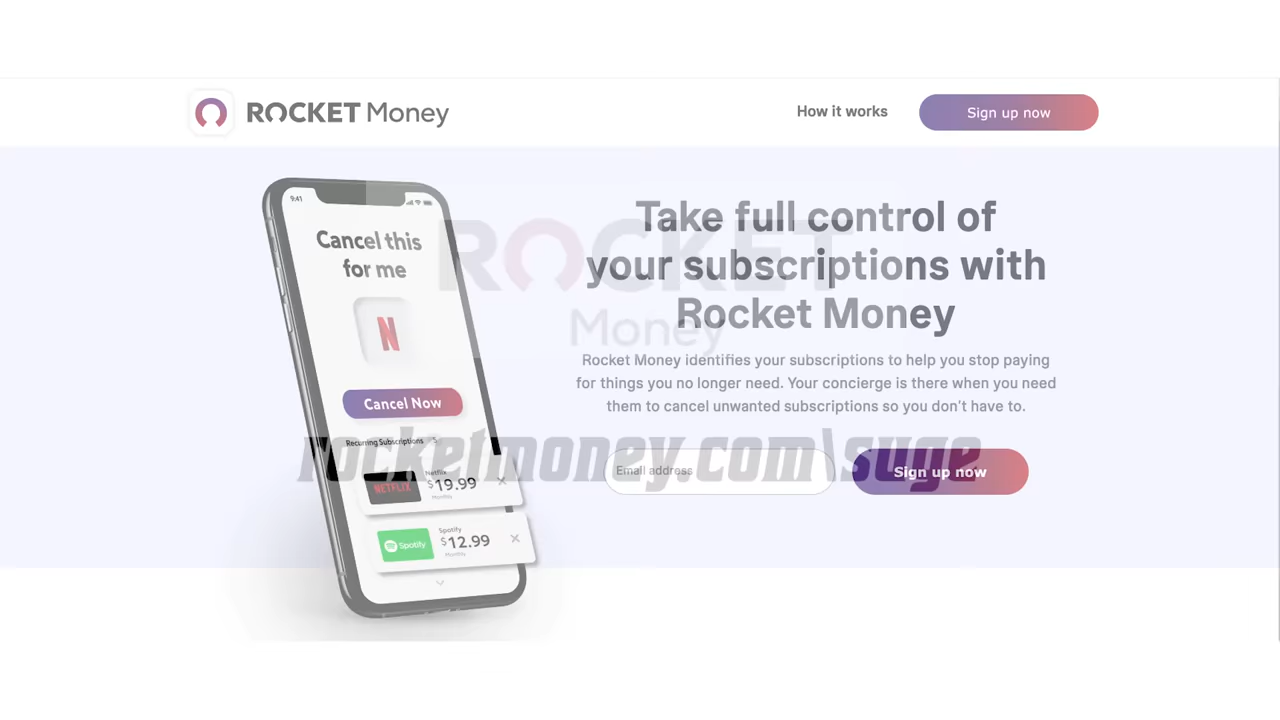 ROCKET Money
How it works
Sign up now
9:41
Cancel this
for me
N
Cancel Now
Recurring Subscriptions
NETFLIX
Netflix
$19.99
Monthly
Spotify
Spotify
$12.99
Monthly
ROCKET
Money
Take full control of
your subscriptions with
Rocket Money
Rocket Money identifies your subscriptions to help you stop paying
for things you no longer need. Your concierge is there when you need
them to cancel unwanted subscriptions so you don't have to.
rocketmoney.com\suge
Email address
Sign up now